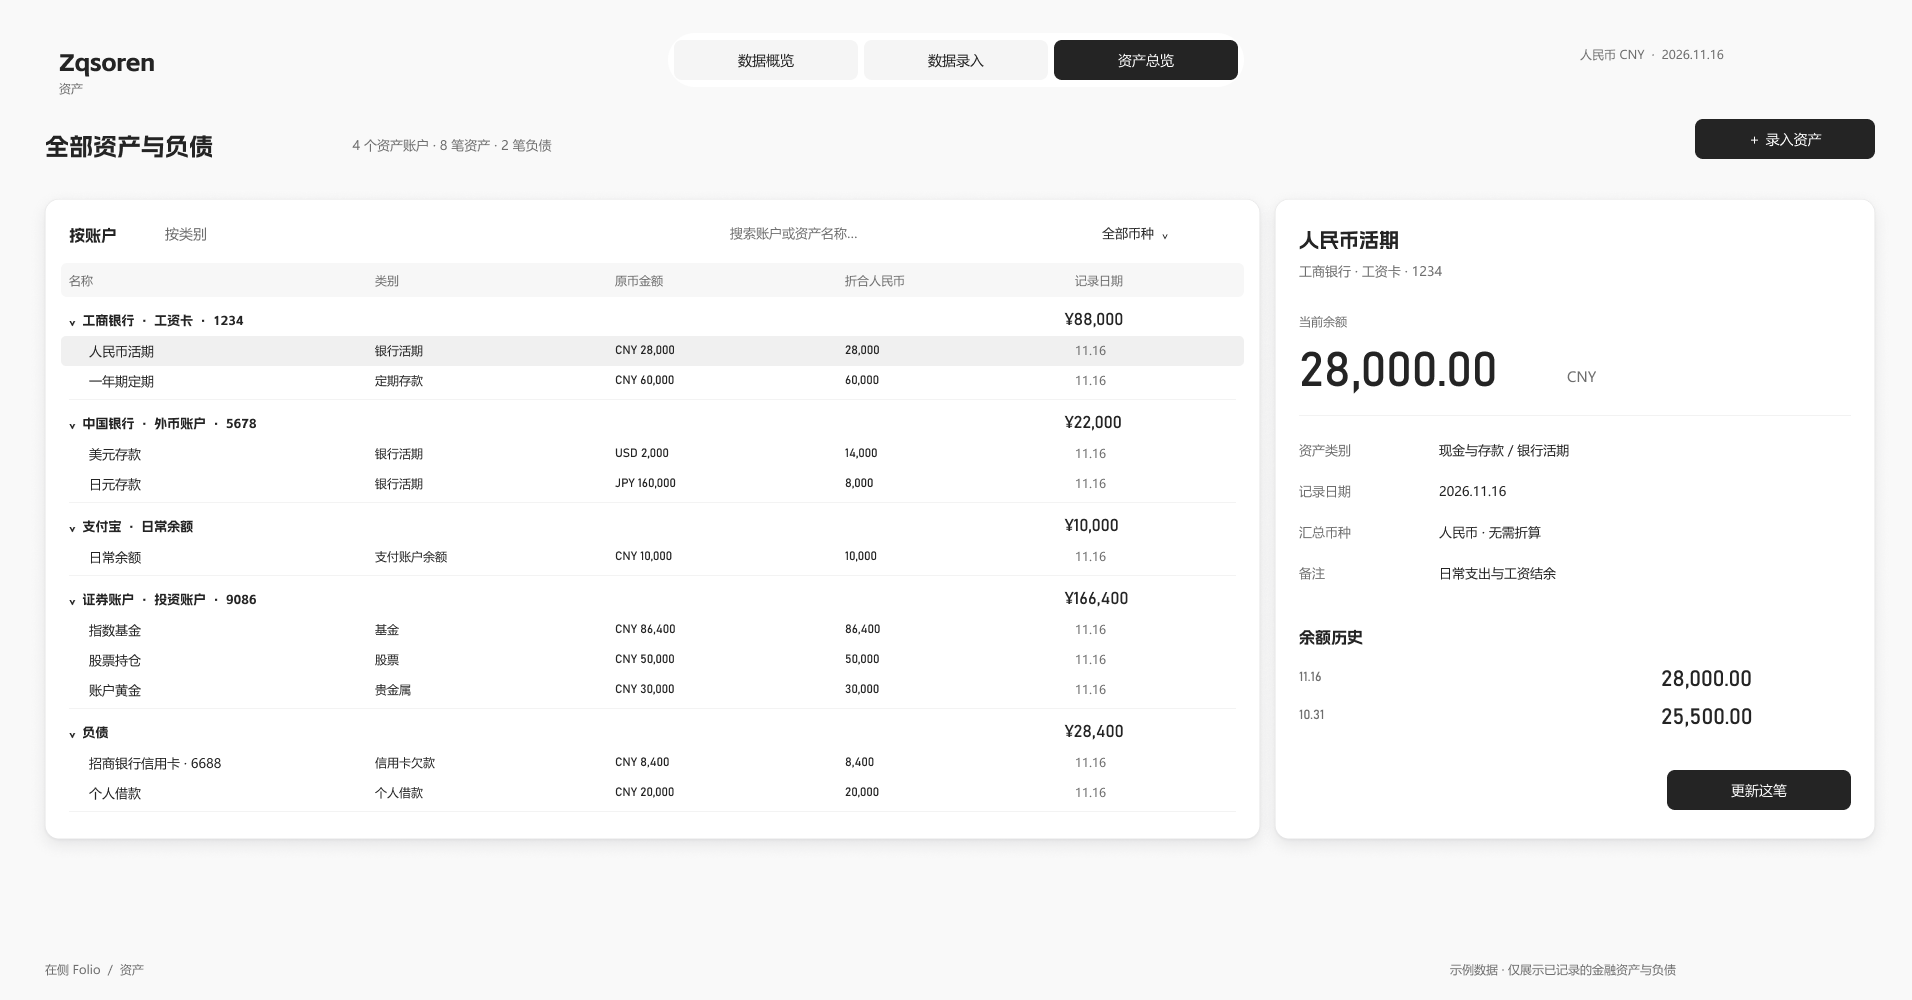 Zqsoren
资产
数据概览 数据录入 资产总览
人民币 CNY · 2026.11.16
全部资产与负债 4 个资产账户 · 8 笔资产 · 2 笔负债
+ 录入资产
按账户 按类别 搜索账户或资产名称... 全部币种 ˅
名称 类别 原币金额 折合人民币 记录日期
˅ 工商银行 · 工资卡 · 1234 ¥88,000
人民币活期 银行活期 CNY 28,000 28,000 11.16
一年期定期 定期存款 CNY 60,000 60,000 11.16
˅ 中国银行 · 外币账户 · 5678 ¥22,000
美元存款 银行活期 USD 2,000 14,000 11.16
日元存款 银行活期 JPY 160,000 8,000 11.16
˅ 支付宝 · 日常余额 ¥10,000
日常余额 支付账户余额 CNY 10,000 10,000 11.16
˅ 证券账户 · 投资账户 · 9086 ¥166,400
指数基金 基金 CNY 86,400 86,400 11.16
股票持仓 股票 CNY 50,000 50,000 11.16
账户黄金 贵金属 CNY 30,000 30,000 11.16
˅ 负债 ¥28,400
招商银行信用卡 · 6688 信用卡欠款 CNY 8,400 8,400 11.16
个人借款 个人借款 CNY 20,000 20,000 11.16
人民币活期
工商银行 · 工资卡 · 1234
当前余额
28,000.00 CNY
资产类别 现金与存款 / 银行活期
记录日期 2026.11.16
汇总币种 人民币 · 无需折算
备注 日常支出与工资结余
余额历史
11.16 28,000.00
10.31 25,500.00
更新这笔
在侧 Folio / 资产
示例数据 · 仅展示已记录的金融资产与负债